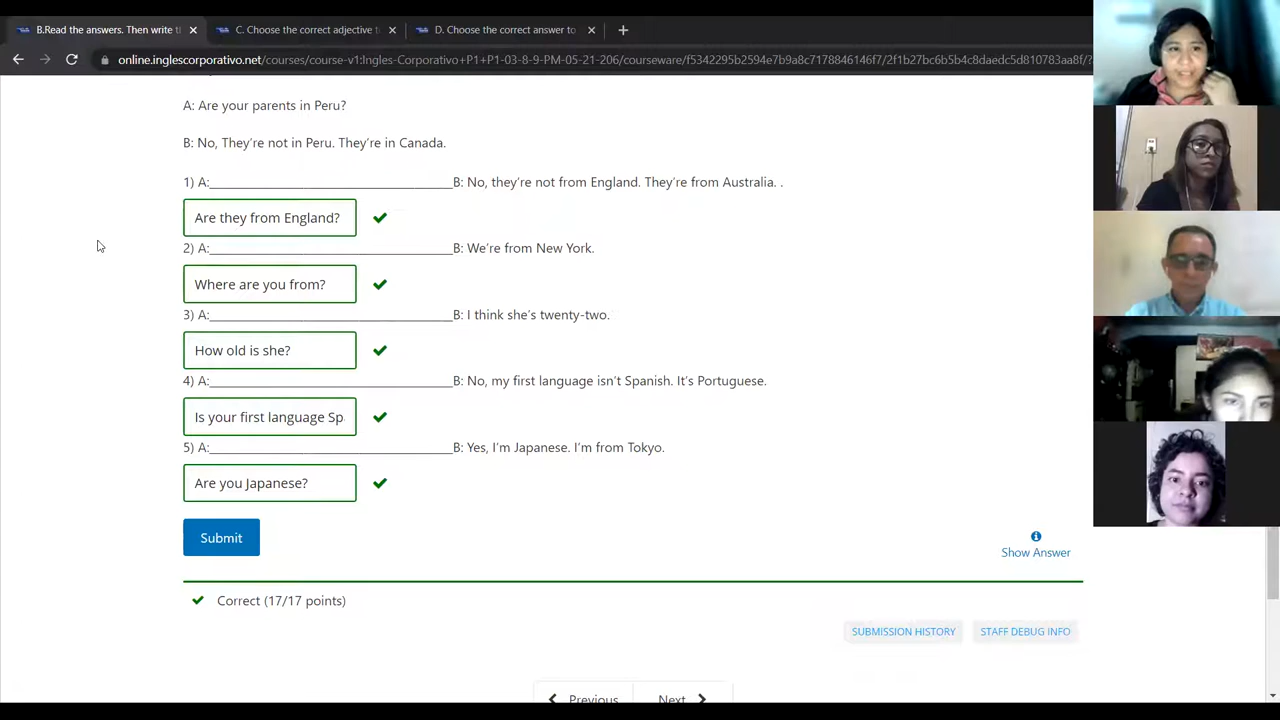 B.Read the answers. Then write t
C. Choose the correct adjective t
D. Choose the correct answer to
online.inglescorporativo.net/courses/course-v1:Ingles-Corporativo+P1+P1-03-8-9-PM-05-21-206/courseware/f5342295b2594e7b9a8c7178846146f7/2f1b27bc6b5b4c8daedc5d810783aa8f/?
A: Are your parents in Peru?
B: No, They're not in Peru. They're in Canada.
1) A:_________________________________B: No, they're not from England. They're from Australia. .
Are they from England?
2) A:_________________________________B: We're from New York.
Where are you from?
3) A:_________________________________B: I think she's twenty-two.
How old is she?
4) A:_________________________________B: No, my first language isn't Spanish. It's Portuguese.
Is your first language Sp
5) A:_________________________________B: Yes, I'm Japanese. I'm from Tokyo.
Are you Japanese?
Submit
Show Answer
Correct (17/17 points)
SUBMISSION HISTORY
STAFF DEBUG INFO
Previous
Next